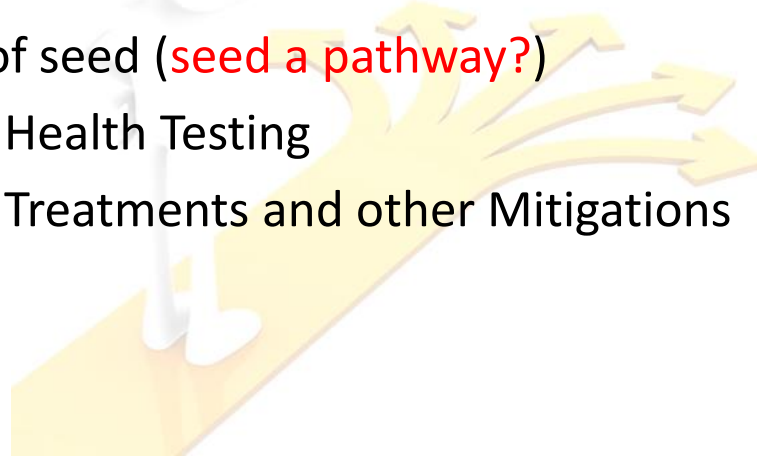 of seed (seed a pathway?)
Health Testing
Treatments and other Mitigations